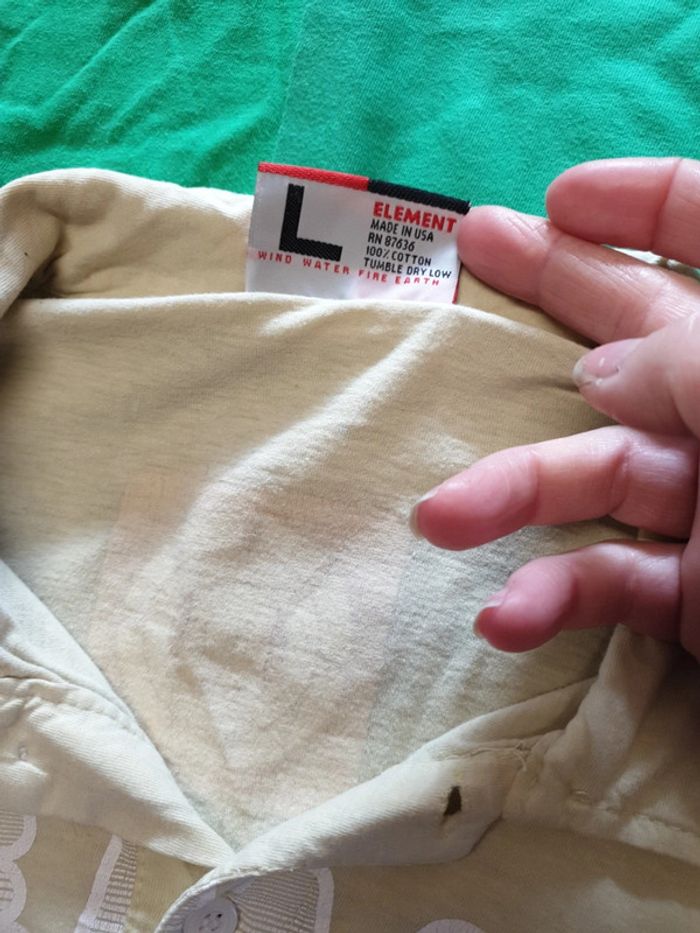 L
ELEMENT
MADE IN USA
RN 87636
100% COTTON
TUMBLE DRY LOW
WIND WATER FIRE EARTH